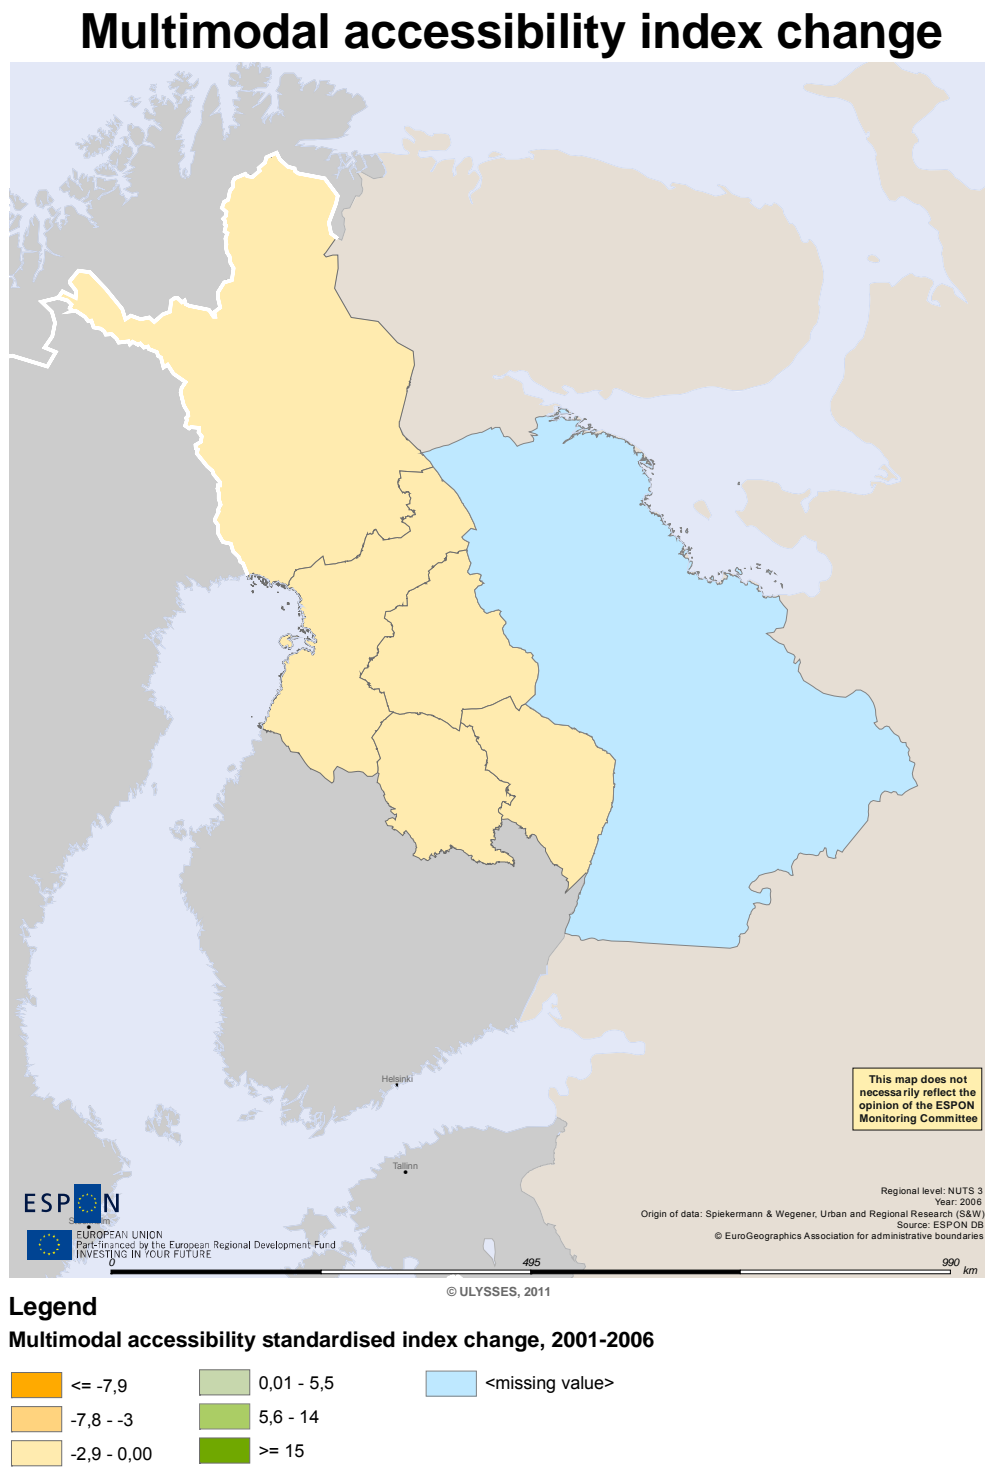 Multimodal accessibility index change
Helsinki
Tallinn
This map does not
necessarily reflect the
opinion of the ESPON
Monitoring Committee
ESPON
EUROPEAN UNION
Part-financed by the European Regional Development Fund
INVESTING IN YOUR FUTURE
Regional level: NUTS 3
Year: 2006
Origin of data: Spiekermann & Wegener, Urban and Regional Research (S&W)
Source: ESPON DB
© EuroGeographics Association for administrative boundaries
0 495 990
km
© ULYSSES, 2011
Legend
Multimodal accessibility standardised index change, 2001-2006
<= -7,9
-7,8 - -3
-2,9 - 0,00
0,01 - 5,5
5,6 - 14
>= 15
<missing value>